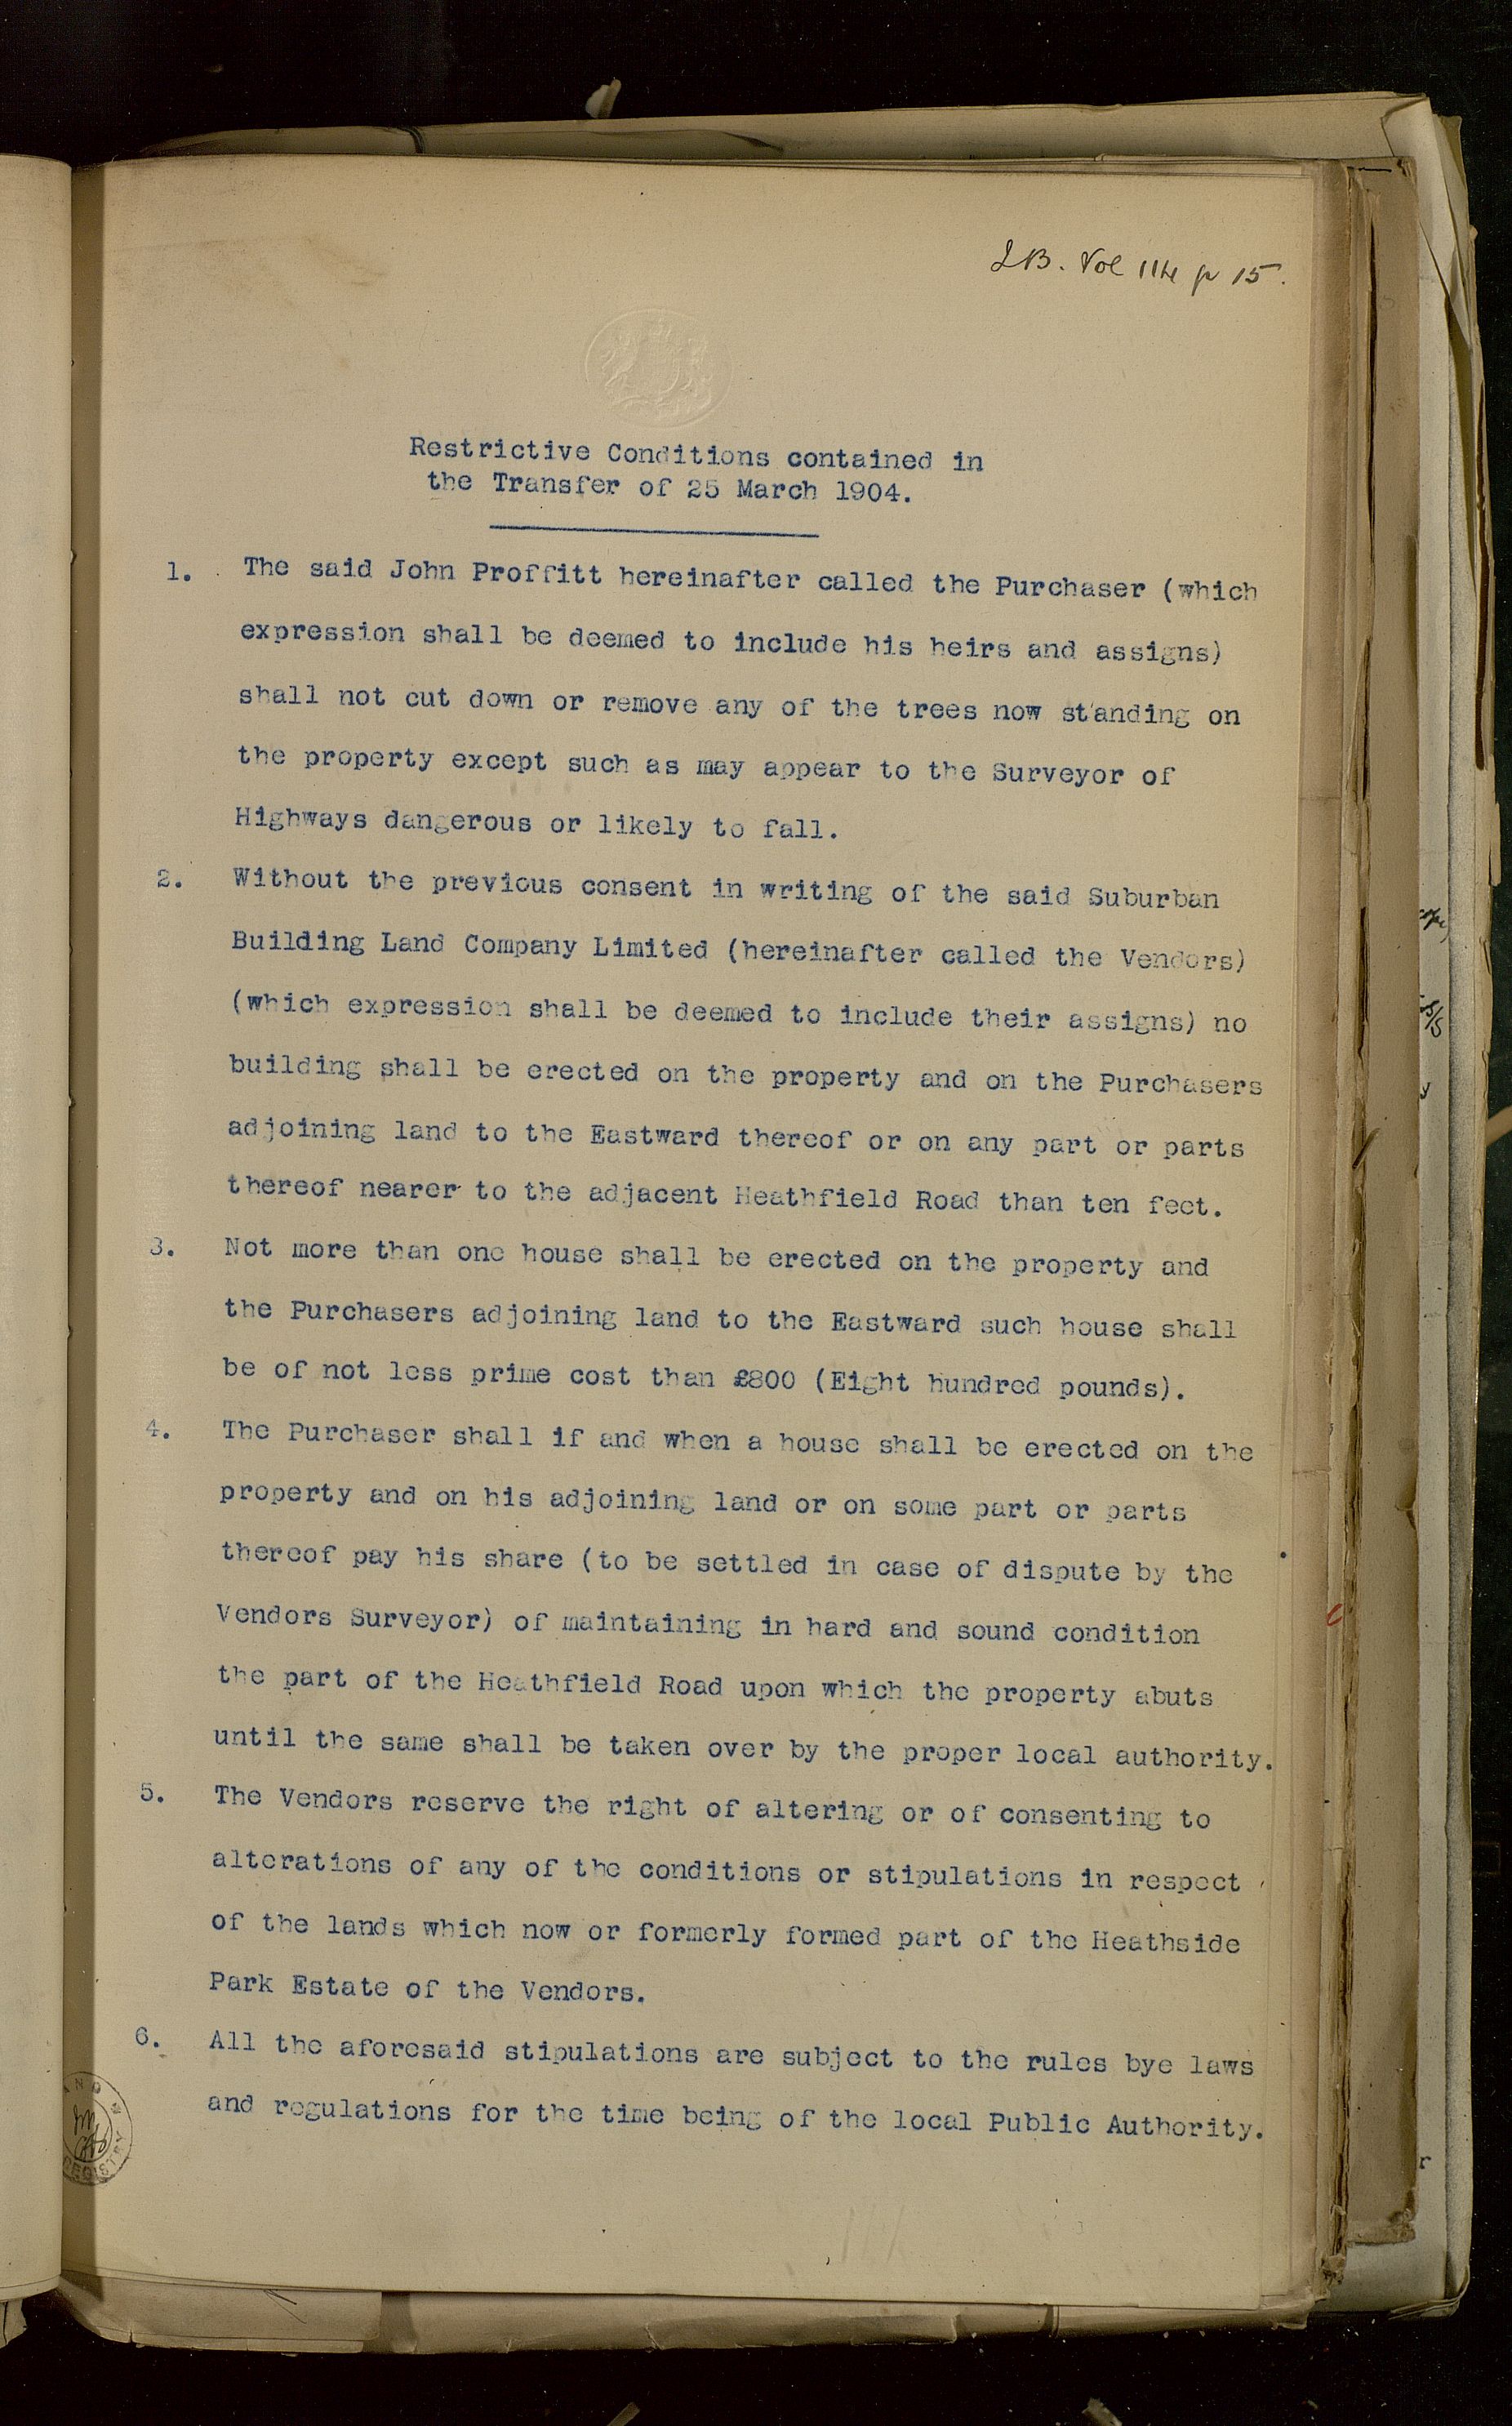 LB. Vol 114 p 15.
Restrictive Conditions contained in
the Transfer of 25 March 1904.
1. The said John Proffitt hereinafter called the Purchaser (which
expression shall be deemed to include his heirs and assigns)
shall not cut down or remove any of the trees now standing on
the property except such as may appear to the Surveyor of
Highways dangerous or likely to fall.
2. Without the previous consent in writing of the said Suburban
Building Land Company Limited (hereinafter called the Vendors)
(which expression shall be deemed to include their assigns) no
building shall be erected on the property and on the Purchasers
adjoining land to the Eastward thereof or on any part or parts
thereof nearer to the adjacent Heathfield Road than ten feet.
3. Not more than one house shall be erected on the property and
the Purchasers adjoining land to the Eastward such house shall
be of not less prime cost than £800 (Eight hundred pounds).
4. The Purchaser shall if and when a house shall be erected on the
property and on his adjoining land or on some part or parts
thereof pay his share (to be settled in case of dispute by the
Vendors Surveyor) of maintaining in hard and sound condition
the part of the Heathfield Road upon which the property abuts
until the same shall be taken over by the proper local authority.
5. The Vendors reserve the right of altering or of consenting to
alterations of any of the conditions or stipulations in respect
of the lands which now or formerly formed part of the Heathside
Park Estate of the Vendors.
6. All the aforesaid stipulations are subject to the rules bye laws
and regulations for the time being of the local Public Authority.